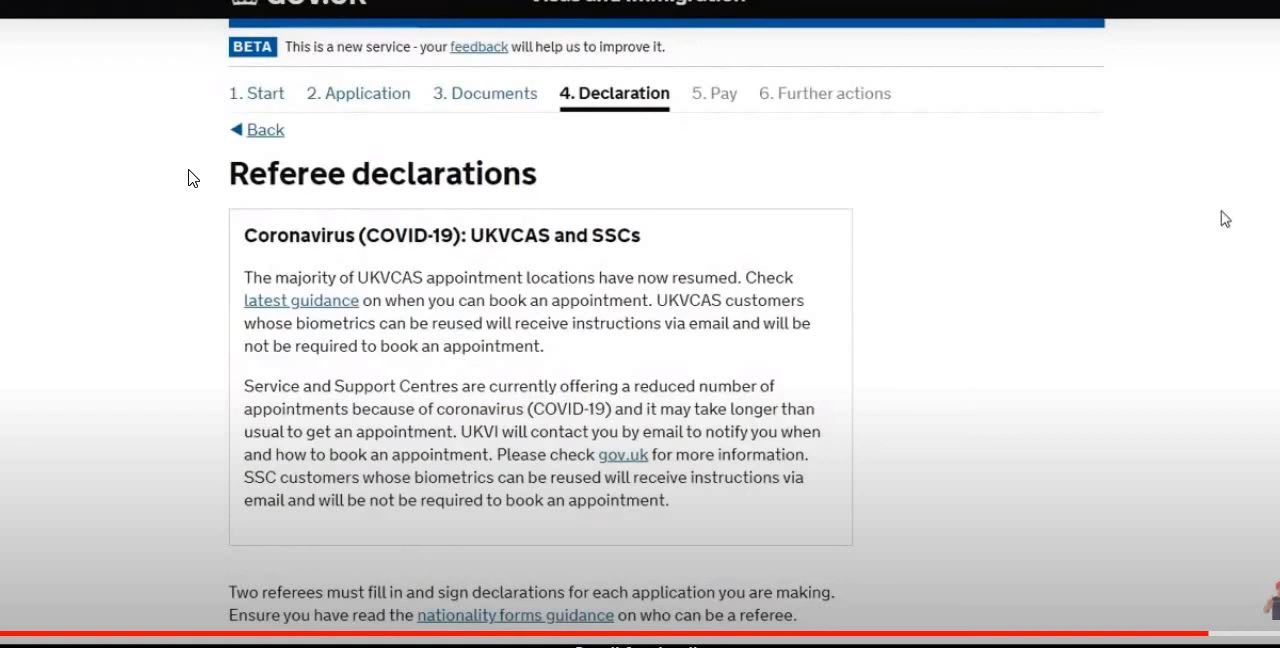 GOV.UK
Visas and Immigration
BETA This is a new service - your feedback will help us to improve it.
1. Start 2. Application 3. Documents 4. Declaration 5. Pay 6. Further actions
Back
Referee declarations
Coronavirus (COVID-19): UKVCAS and SSCs
The majority of UKVCAS appointment locations have now resumed. Check
latest guidance on when you can book an appointment. UKVCAS customers
whose biometrics can be reused will receive instructions via email and will be
not be required to book an appointment.
Service and Support Centres are currently offering a reduced number of
appointments because of coronavirus (COVID-19) and it may take longer than
usual to get an appointment. UKVI will contact you by email to notify you when
and how to book an appointment. Please check gov.uk for more information.
SSC customers whose biometrics can be reused will receive instructions via
email and will be not be required to book an appointment.
Two referees must fill in and sign declarations for each application you are making.
Ensure you have read the nationality forms guidance on who can be a referee.